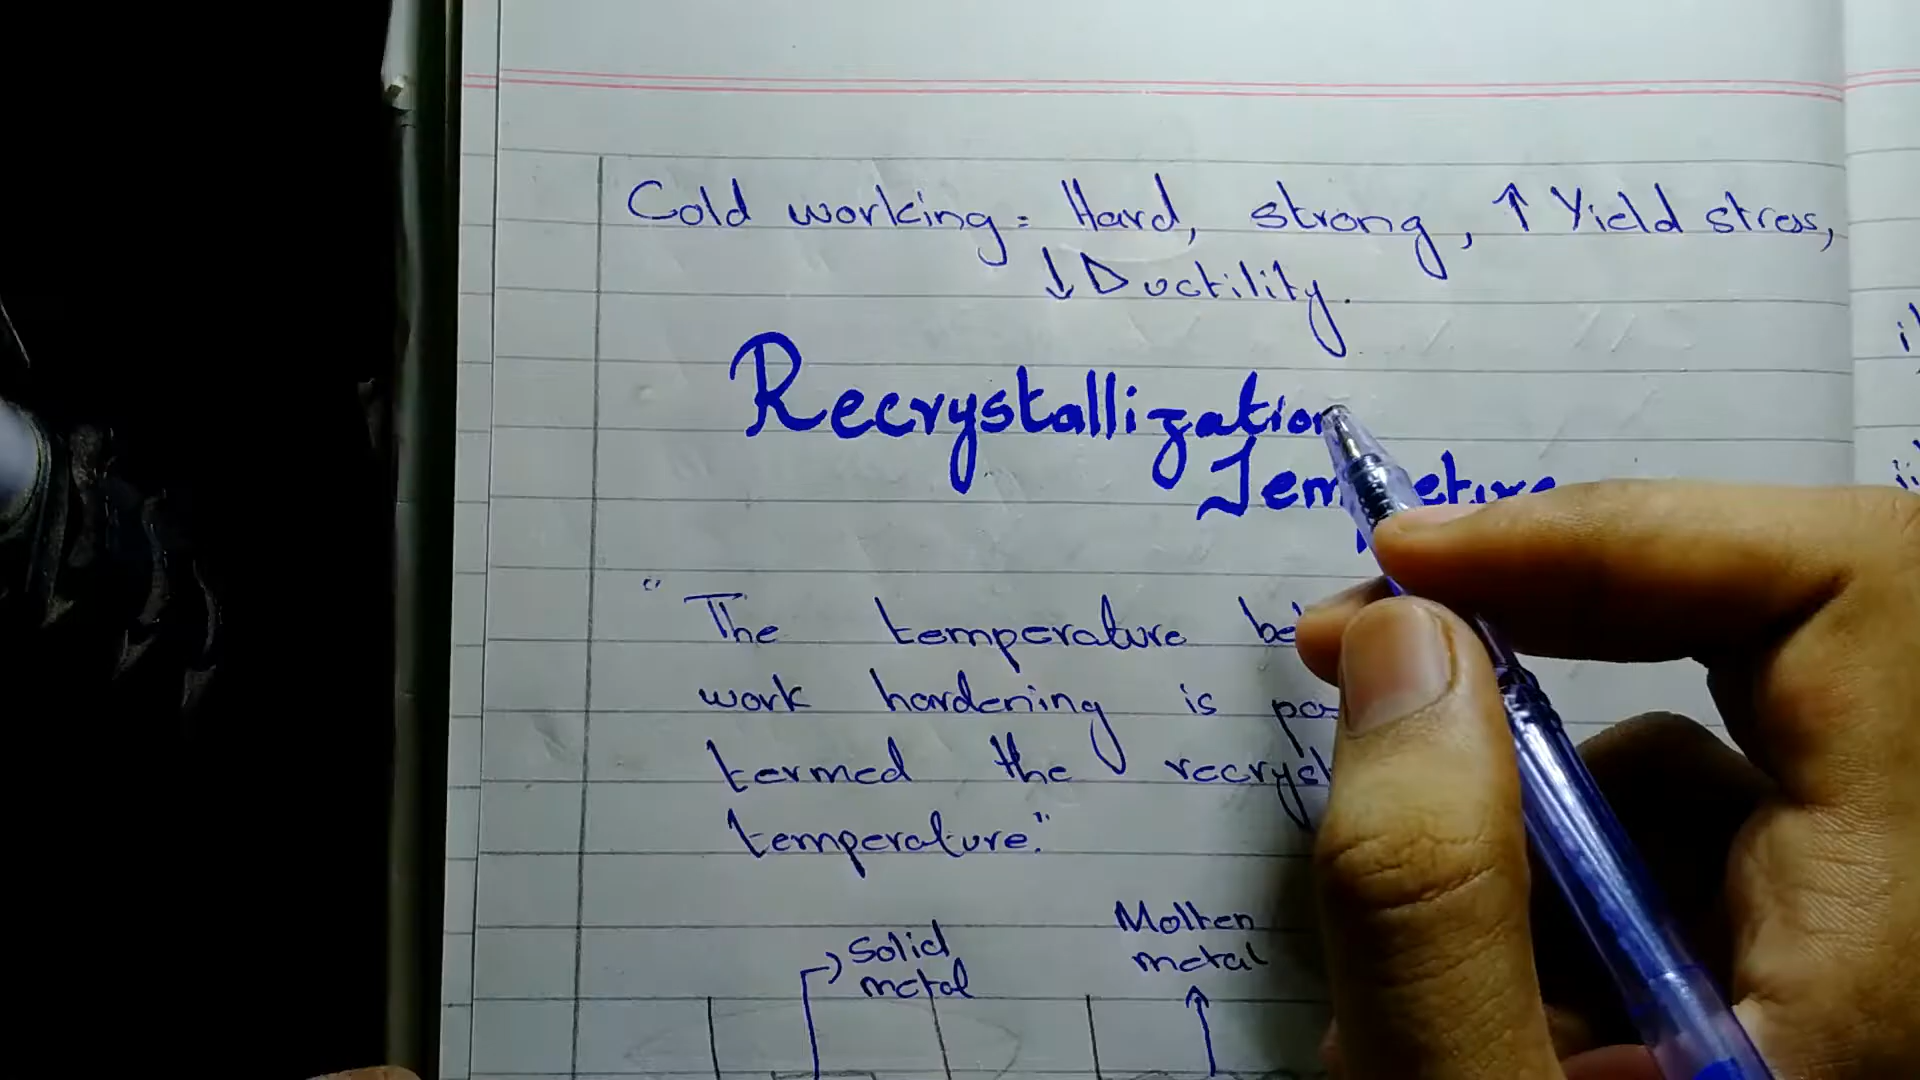 Cold working = Hard, strong, ↑ Yield stress,
↓ Ductility.
Recrystallization
"The temperature
work hardening is
termed the
temperature."
Solid
metal
Molten
metal